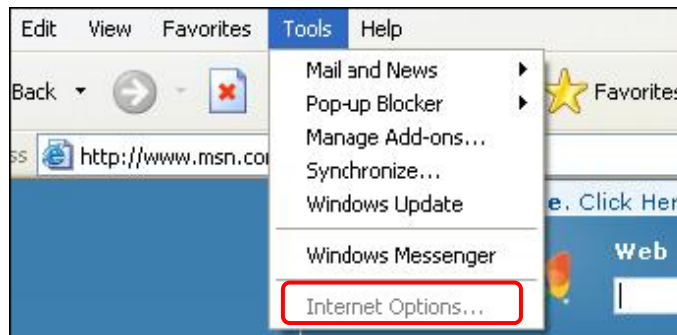 Edit View Favorites Tools Help
Back
Favorites
Mail and News
Pop-up Blocker
Manage Add-ons...
Synchronize...
Windows Update
Windows Messenger
Internet Options...
ss http://www.msn.co
e. Click Her
Web